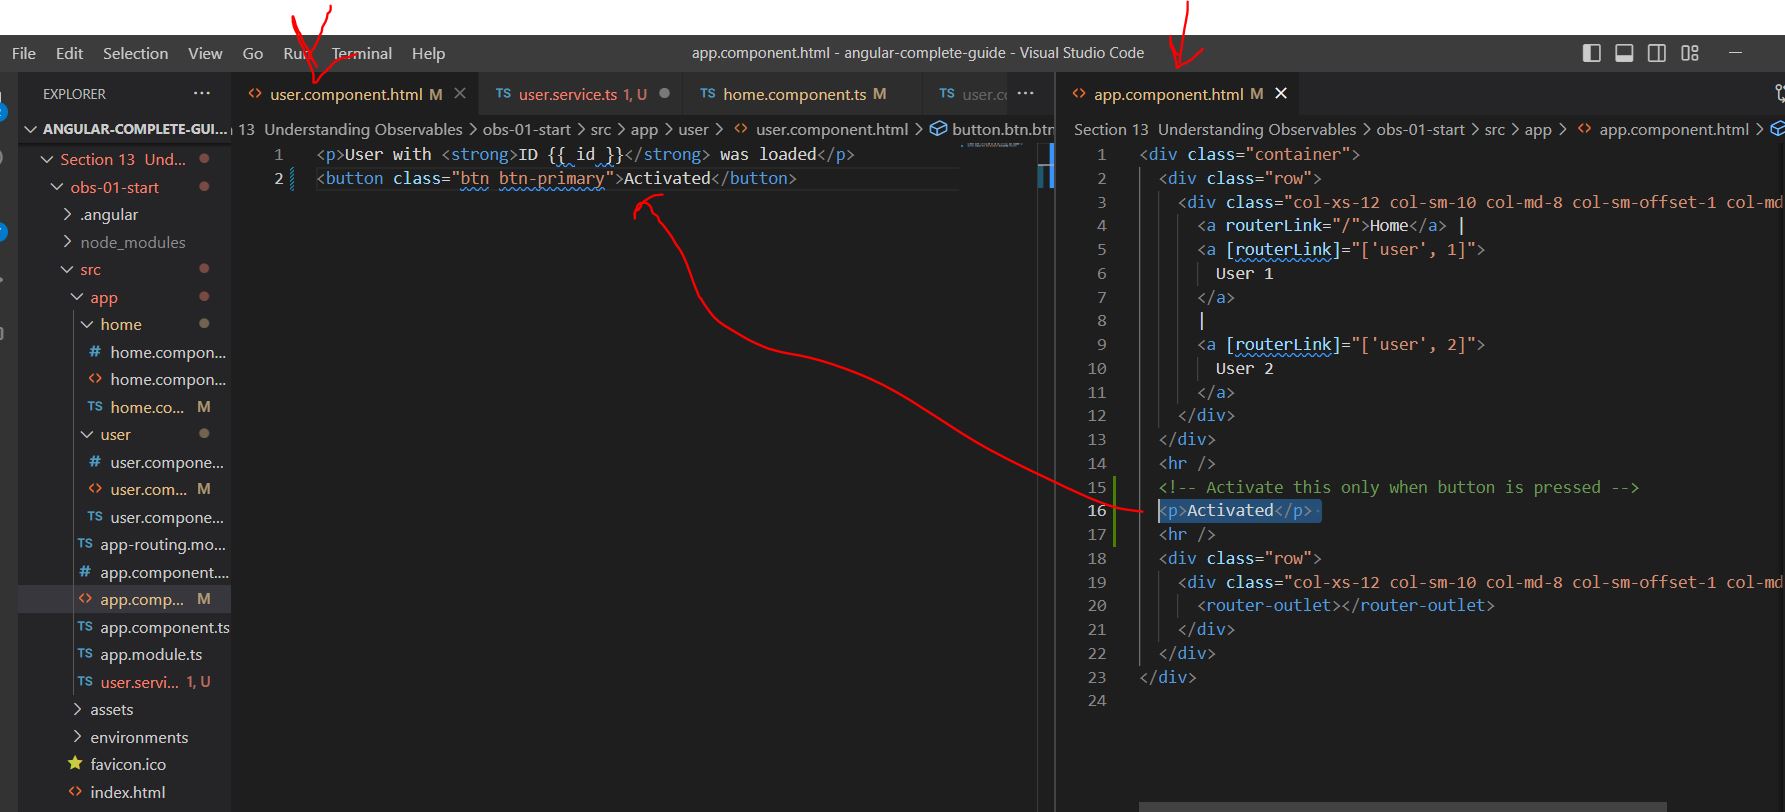 File Edit Selection View Go Run Terminal Help
app.component.html - angular-complete-guide - Visual Studio Code
EXPLORER ...
ANGULAR-COMPLETE-GUI...
Section 13 Und...
obs-01-start
.angular
node_modules
src
app
home
# home.compon...
<> home.compon...
TS home.co... M
user
# user.compone...
<> user.com... M
TS user.compone...
TS app-routing.mo...
# app.component....
<> app.comp... M
TS app.component.ts
TS app.module.ts
TS user.servi... 1, U
assets
environments
favicon.ico
<> index.html
<> user.component.html M
TS user.service.ts 1, U
TS home.component.ts M
TS user.cc ...
13 Understanding Observables > obs-01-start > src > app > user > <> user.component.html > button.btn.btn
1 <p>User with <strong>ID {{ id }}</strong> was loaded</p>
2 <button class="btn btn-primary">Activated</button>
<> app.component.html M
Section 13 Understanding Observables > obs-01-start > src > app > <> app.component.html >
1 <div class="container">
2 <div class="row">
3 <div class="col-xs-12 col-sm-10 col-md-8 col-sm-offset-1 col-md
4 <a routerLink="/">Home</a> |
5 <a [routerLink]="['user', 1]">
6 User 1
7 </a>
8 |
9 <a [routerLink]="['user', 2]">
10 User 2
11 </a>
12 </div>
13 </div>
14 <hr />
15 <!-- Activate this only when button is pressed -->
16 <p>Activated</p>
17 <hr />
18 <div class="row">
19 <div class="col-xs-12 col-sm-10 col-md-8 col-sm-offset-1 col-md
20 <router-outlet></router-outlet>
21 </div>
22 </div>
23 </div>
24